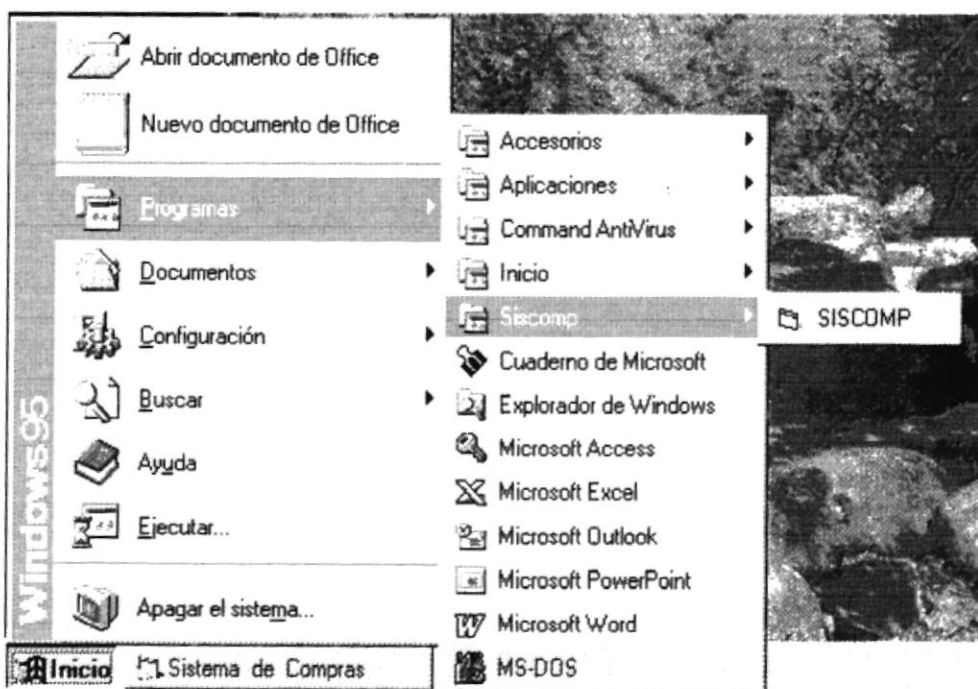 Abrir documento de Office
Nuevo documento de Office
Programas
Documentos
Configuración
Buscar
Ayuda
Ejecutar...
Apagar el sistema...
Windows95
Accesorios
Aplicaciones
Command AntiVirus
Inicio
Siscomp
Cuaderno de Microsoft
Explorador de Windows
Microsoft Access
Microsoft Excel
Microsoft Outlook
Microsoft PowerPoint
Microsoft Word
MS-DOS
SISCOMP
Inicio
Sistema de Compras